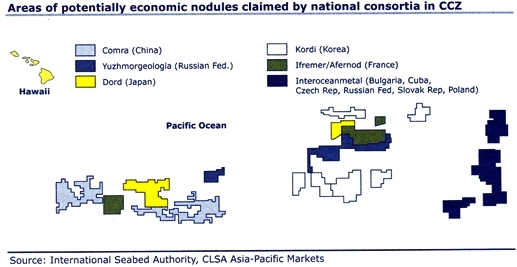 Areas of potentially economic nodules claimed by national consortia in CCZ
Comra (China)
Yuzhmorgeologia (Russian Fed.)
Dord (Japan)
Kordi (Korea)
Ifremer/Afernod (France)
Interoceanmetal (Bulgaria, Cuba,
Czech Rep, Russian Fed, Slovak Rep, Poland)
Hawaii
Pacific Ocean
Source: International Seabed Authority, CLSA Asia-Pacific Markets